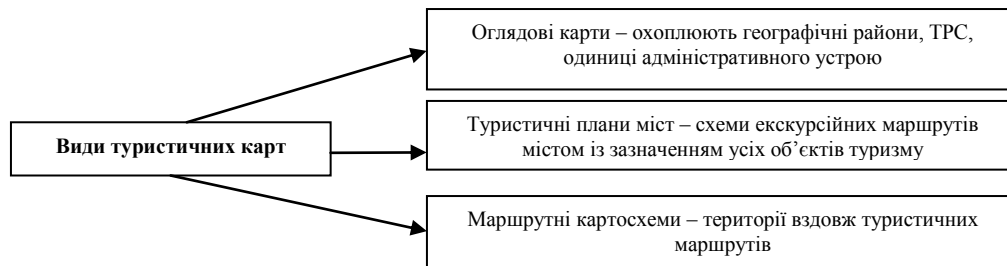 Оглядові карти – охоплюють географічні райони, ТРС,
одиниці адміністративного устрою
Види туристичних карт
Туристичні плани міст – схеми екскурсійних маршрутів
містом із зазначенням усіх об’єктів туризму
Маршрутні картосхеми – території вздовж туристичних
маршрутів